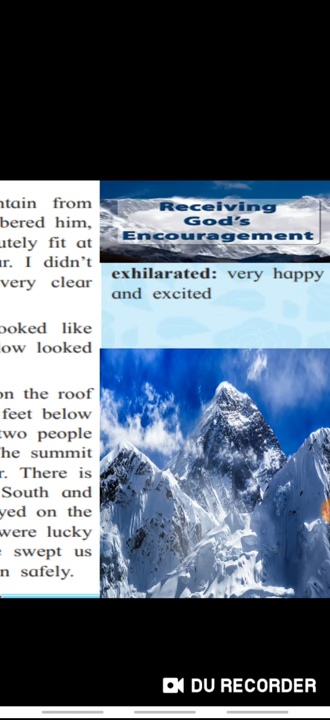 ntain from
bered him,
utely fit at
ar. I didn't
very clear
ooked like
low looked
on the roof
feet below
two people
he summit
r. There is
South and
yed on the
were lucky
e swept us
n safely.
Receiving
God's
Encouragement
exhilarated: very happy
and excited
DU RECORDER